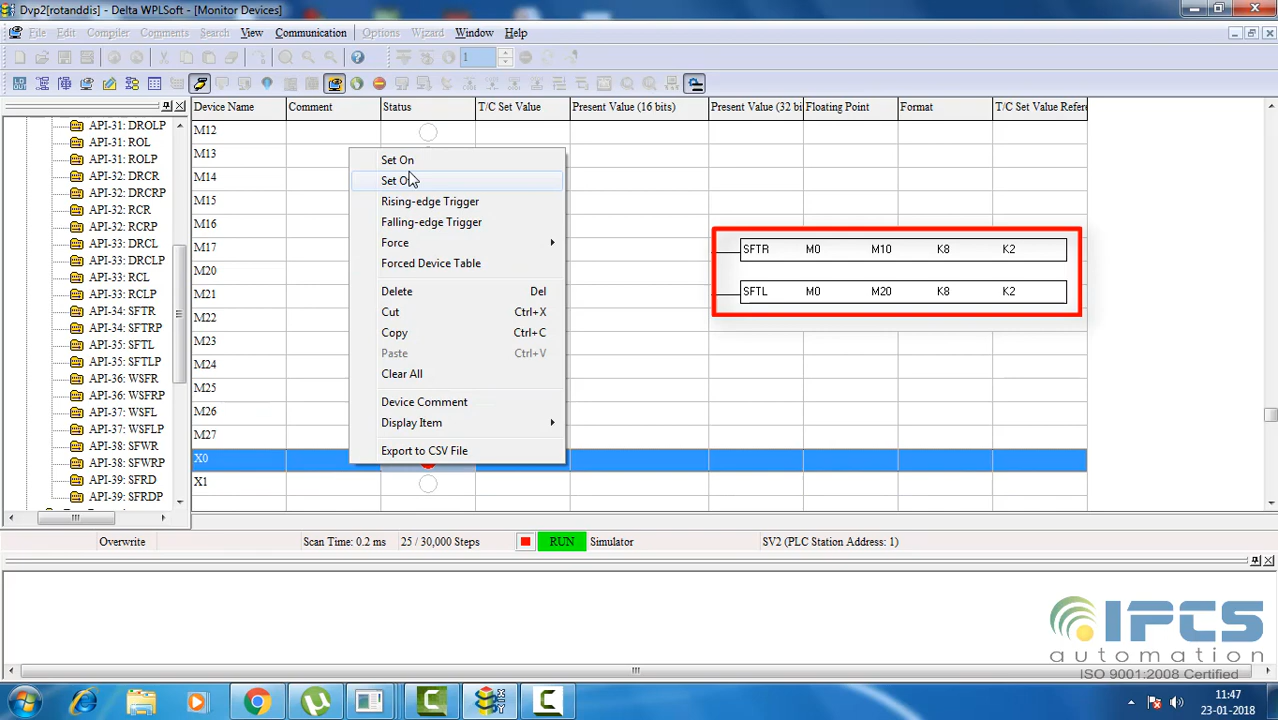 Dvp2[rotanddis] - Delta WPLSoft - [Monitor Devices]
File Edit Compiler Comments Search View Communication Options Wizard Window Help
1
Device Name Comment Status T/C Set Value Present Value (16 bits) Present Value (32 bi Floating Point Format T/C Set Value Refere
API-31: DROLP
API-31: ROL
API-31: ROLP
API-32: DRCR
API-32: DRCRP
API-32: RCR
API-32: RCRP
API-33: DRCL
API-33: DRCLP
API-33: RCL
API-33: RCLP
API-34: SFTR
API-34: SFTRP
API-35: SFTL
API-35: SFTLP
API-36: WSFR
API-36: WSFRP
API-37: WSFL
API-37: WSFLP
API-38: SFWR
API-38: SFWRP
API-39: SFRD
API-39: SFRDP
M12
M13
M14
M15
M16
M17
M20
M21
M22
M23
M24
M25
M26
M27
X0
X1
Set On
Set
Rising-edge Trigger
Falling-edge Trigger
Force
Forced Device Table
Delete Del
Cut Ctrl+X
Copy Ctrl+C
Paste Ctrl+V
Clear All
Device Comment
Display Item
Export to CSV File
SFTR M0 M10 K8 K2
SFTL M0 M20 K8 K2
Overwrite Scan Time: 0.2 ms 25 / 30,000 Steps RUN Simulator SV2 (PLC Station Address: 1)
IPCS
automation
ISO 9001:2008 Certified
11:47
23-01-2018